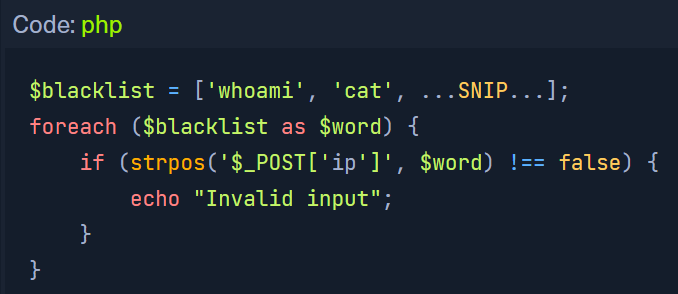 Code: php
$blacklist = ['whoami', 'cat', ...SNIP...];
foreach ($blacklist as $word) {
    if (strpos('$_POST['ip']', $word) !== false) {
        echo "Invalid input";
    }
}